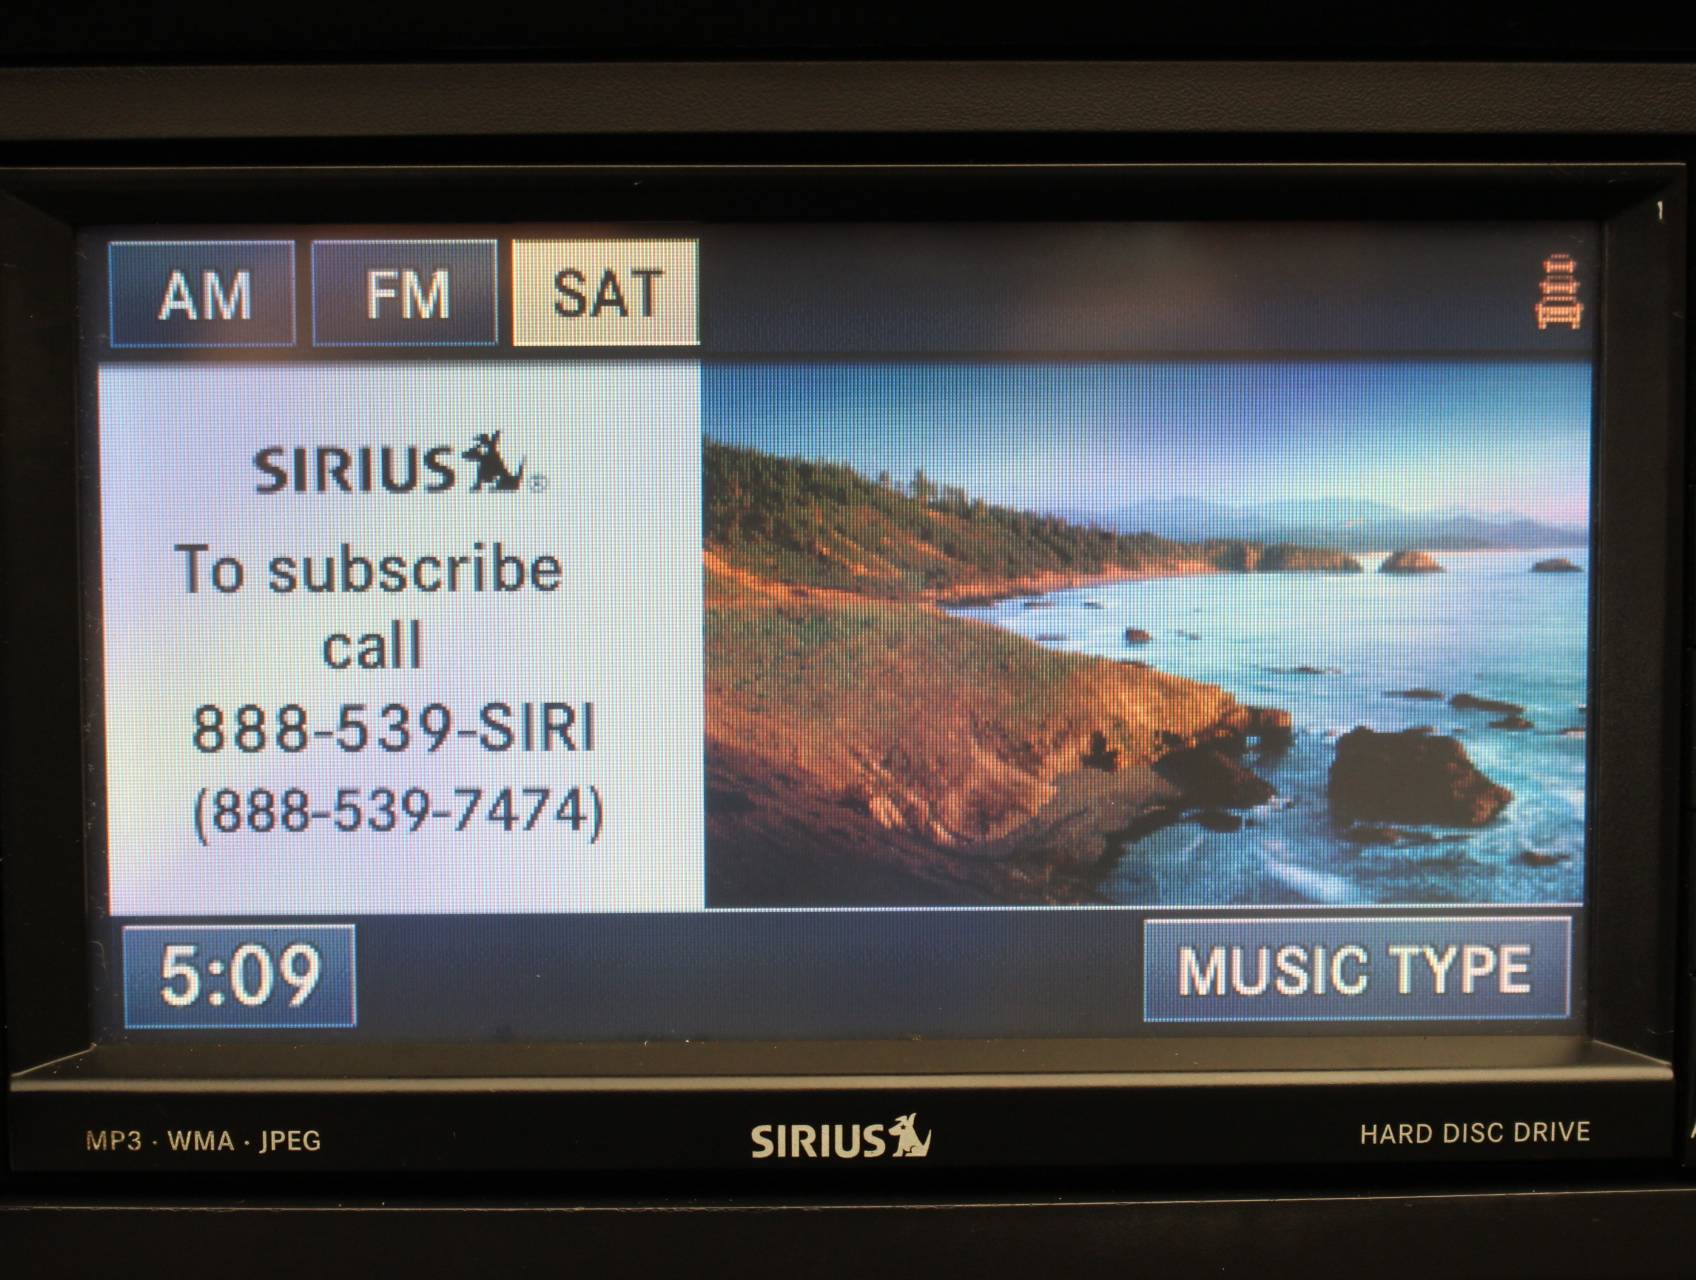 AM FM SAT
SIRIUS®
To subscribe
call
888-539-SIRI
(888-539-7474)
5:09 MUSIC TYPE
MP3 · WMA · JPEG SIRIUS HARD DISC DRIVE